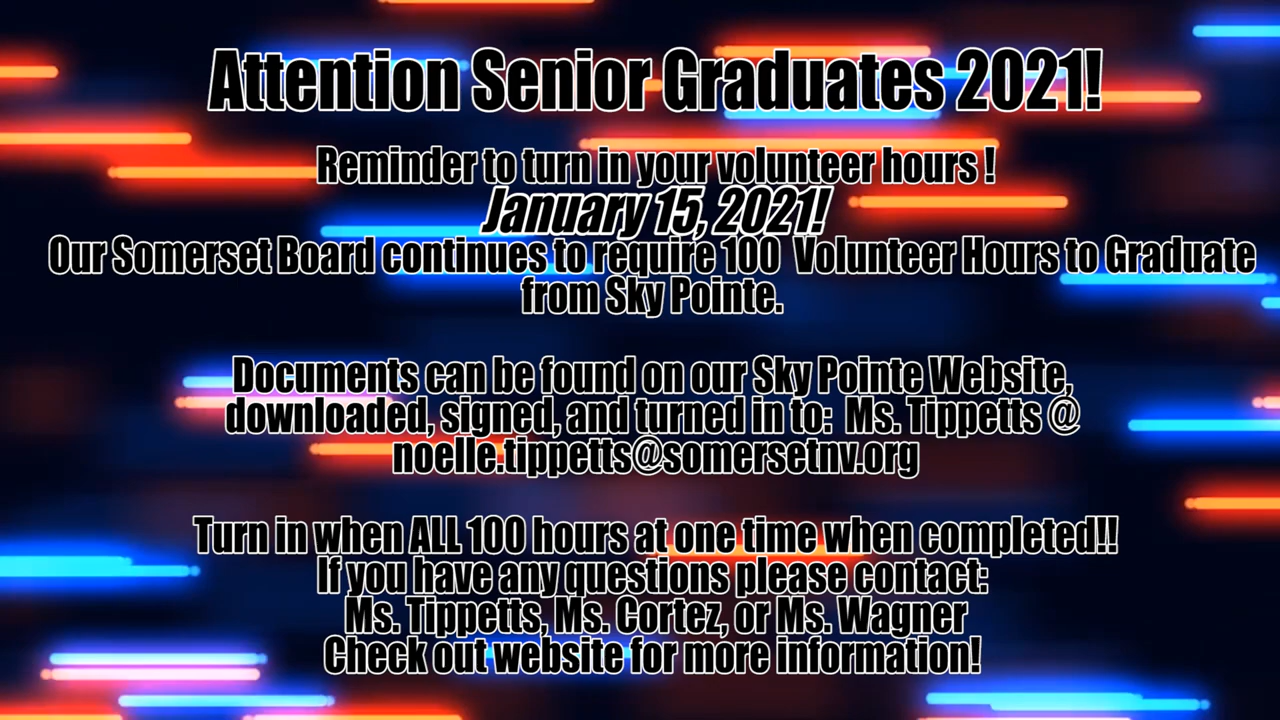 Attention Senior Graduates 2021!
Reminder to turn in your volunteer hours !
January 15, 2021!
Our Somerset Board continues to require 100 Volunteer Hours to Graduate
from Sky Pointe.
Documents can be found on our Sky Pointe Website,
downloaded, signed, and turned in to: Ms. Tippetts @
noelle.tippetts@somersetnv.org
Turn in when ALL 100 hours at one time when completed!!
If you have any questions please contact:
Ms. Tippetts, Ms. Cortez, or Ms. Wagner
Check out website for more information!